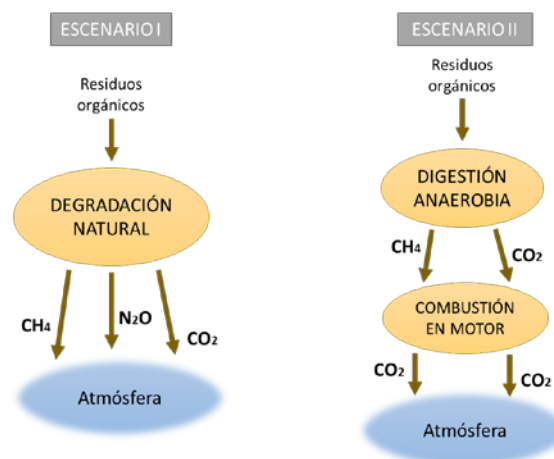 ESCENARIO I
Residuos
orgánicos
DEGRADACIÓN
NATURAL
CH₄
N₂O
CO₂
Atmósfera
ESCENARIO II
Residuos
orgánicos
DIGESTIÓN
ANAEROBIA
CH₄
CO₂
COMBUSTIÓN
EN MOTOR
CO₂
CO₂
Atmósfera